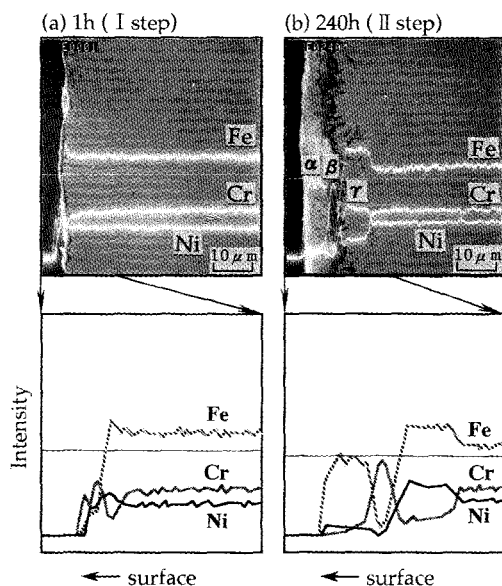 (a) 1h ( I step)
(b) 240h ( II step)
Fe
Cr
Ni
10 μm
α
β
γ
Fe
Cr
Ni
10 μm
Intensity
Fe
Cr
Ni
← surface
Fe
Cr
Ni
← surface